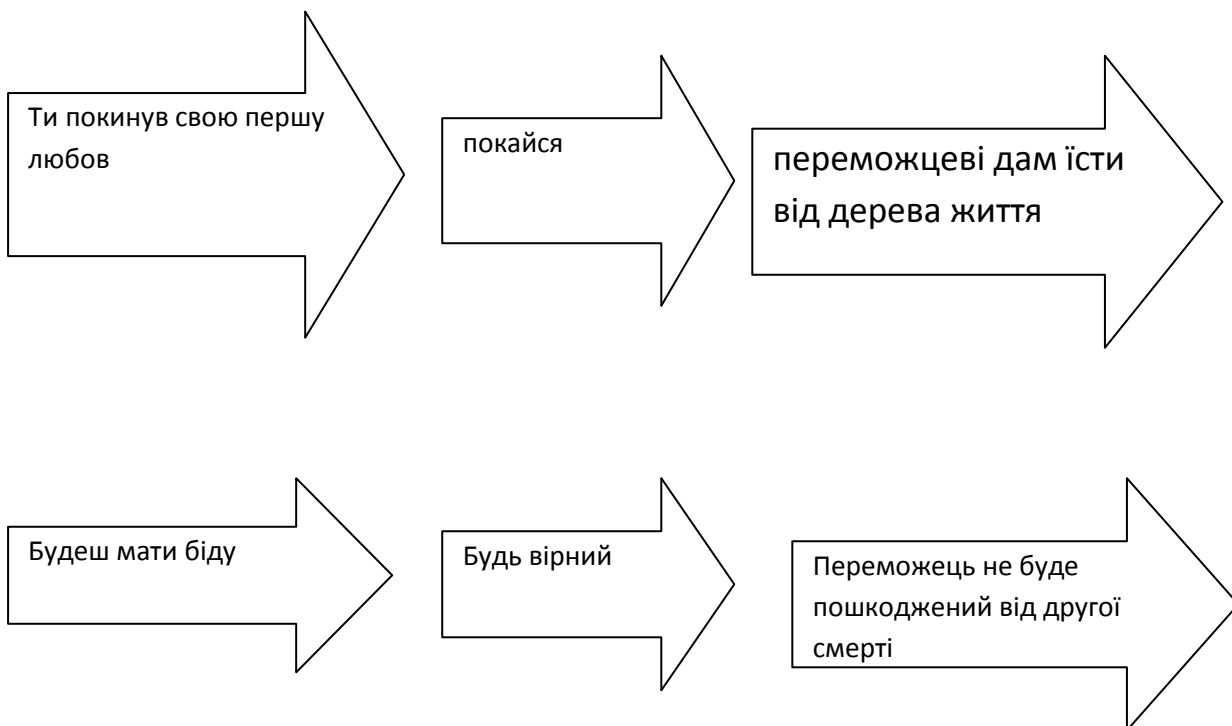 Ти покинув свою першу
любов
покайся
переможцеві дам їсти
від дерева життя
Будеш мати біду
Будь вірний
Переможець не буде
пошкоджений від другої
смерті